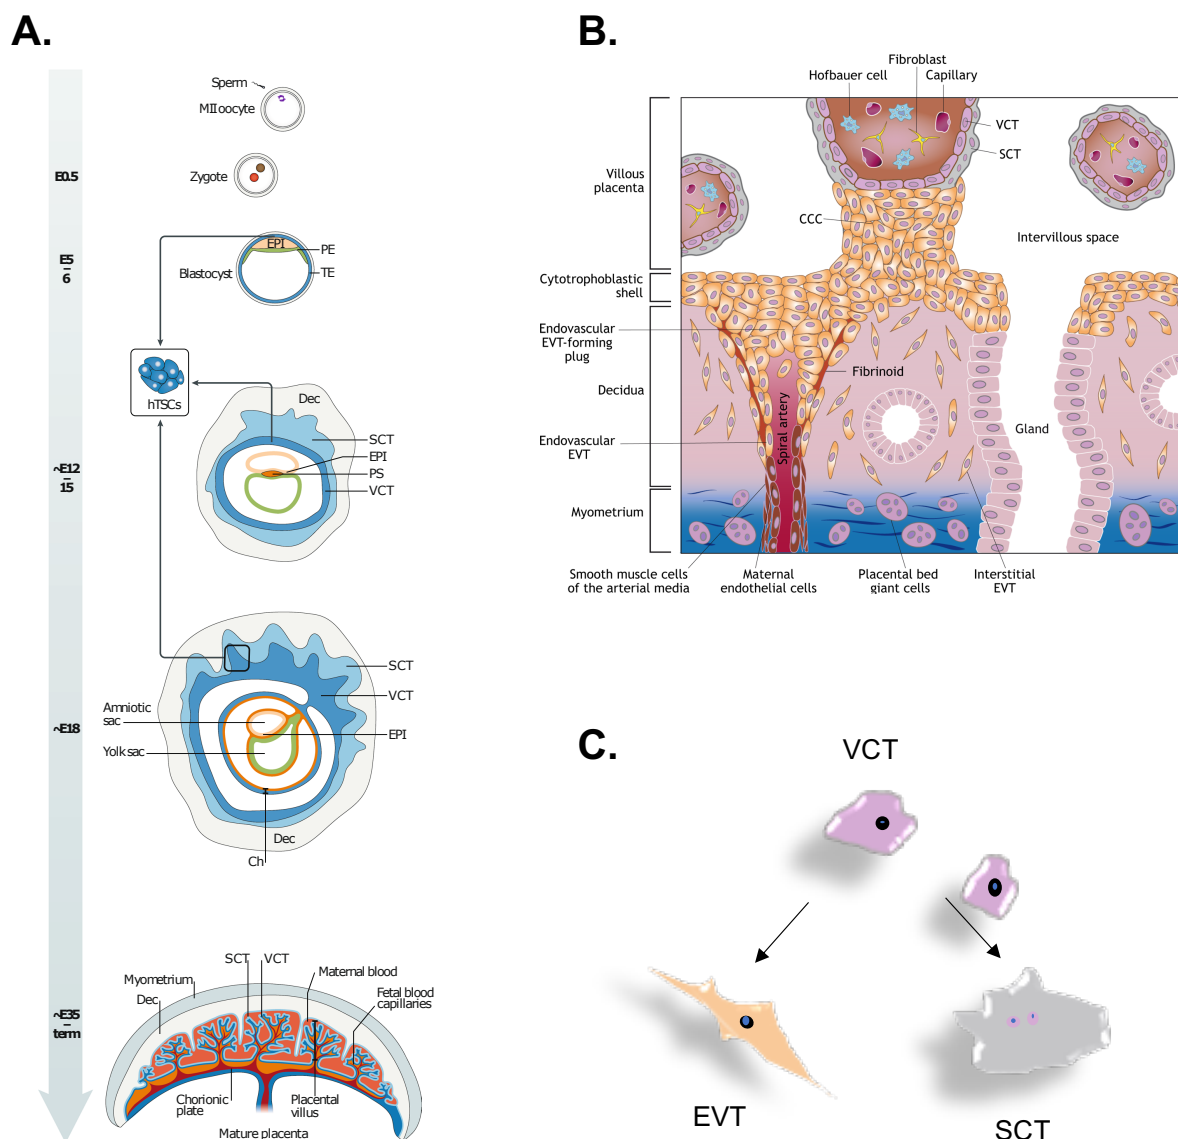 A.
Sperm
MII oocyte
E0.5
Zygote
E5
-
6
EPI
PE
Blastocyst
TE
hTSCs
Dec
SCT
EPI
PS
VCT
~E12
-
15
SCT
VCT
Amniotic
sac
EPI
~E18
Yolk sac
Dec
Ch
SCT
VCT
Myometrium
Maternal blood
Dec
Fetal blood
capillaries
~E35
-
term
Chorionic
plate
Placental
villus
Mature placenta
B.
Fibroblast
Hofbauer cell
Capillary
VCT
SCT
Villous
placenta
CCC
Intervillous space
Cytotrophoblastic
shell
Endovascular
EVT-forming
plug
Fibrinoid
Decidua
Spiral artery
Gland
Endovascular
EVT
Myometrium
Smooth muscle cells
of the arterial media
Maternal
endothelial cells
Placental bed
giant cells
Interstitial
EVT
C.
VCT
EVT
SCT